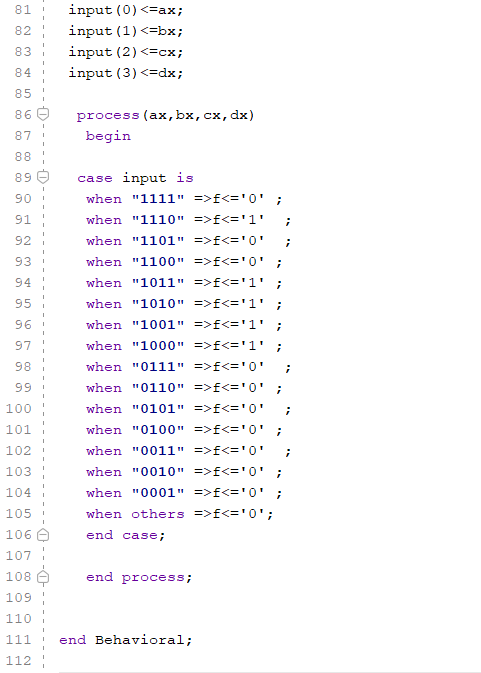 81 input(0)<=ax;
82 input(1)<=bx;
83 input(2)<=cx;
84 input(3)<=dx;
85
86 process(ax,bx,cx,dx)
87 begin
88
89 case input is
90 when "1111" =>f<='0' ;
91 when "1110" =>f<='1'  ;
92 when "1101" =>f<='0'  ;
93 when "1100" =>f<='0' ;
94 when "1011" =>f<='1' ;
95 when "1010" =>f<='1' ;
96 when "1001" =>f<='1' ;
97 when "1000" =>f<='1' ;
98 when "0111" =>f<='0'  ;
99 when "0110" =>f<='0' ;
100 when "0101" =>f<='0'  ;
101 when "0100" =>f<='0' ;
102 when "0011" =>f<='0'  ;
103 when "0010" =>f<='0' ;
104 when "0001" =>f<='0' ;
105 when others =>f<='0';
106 end case;
107
108 end process;
109
110
111 end Behavioral;
112